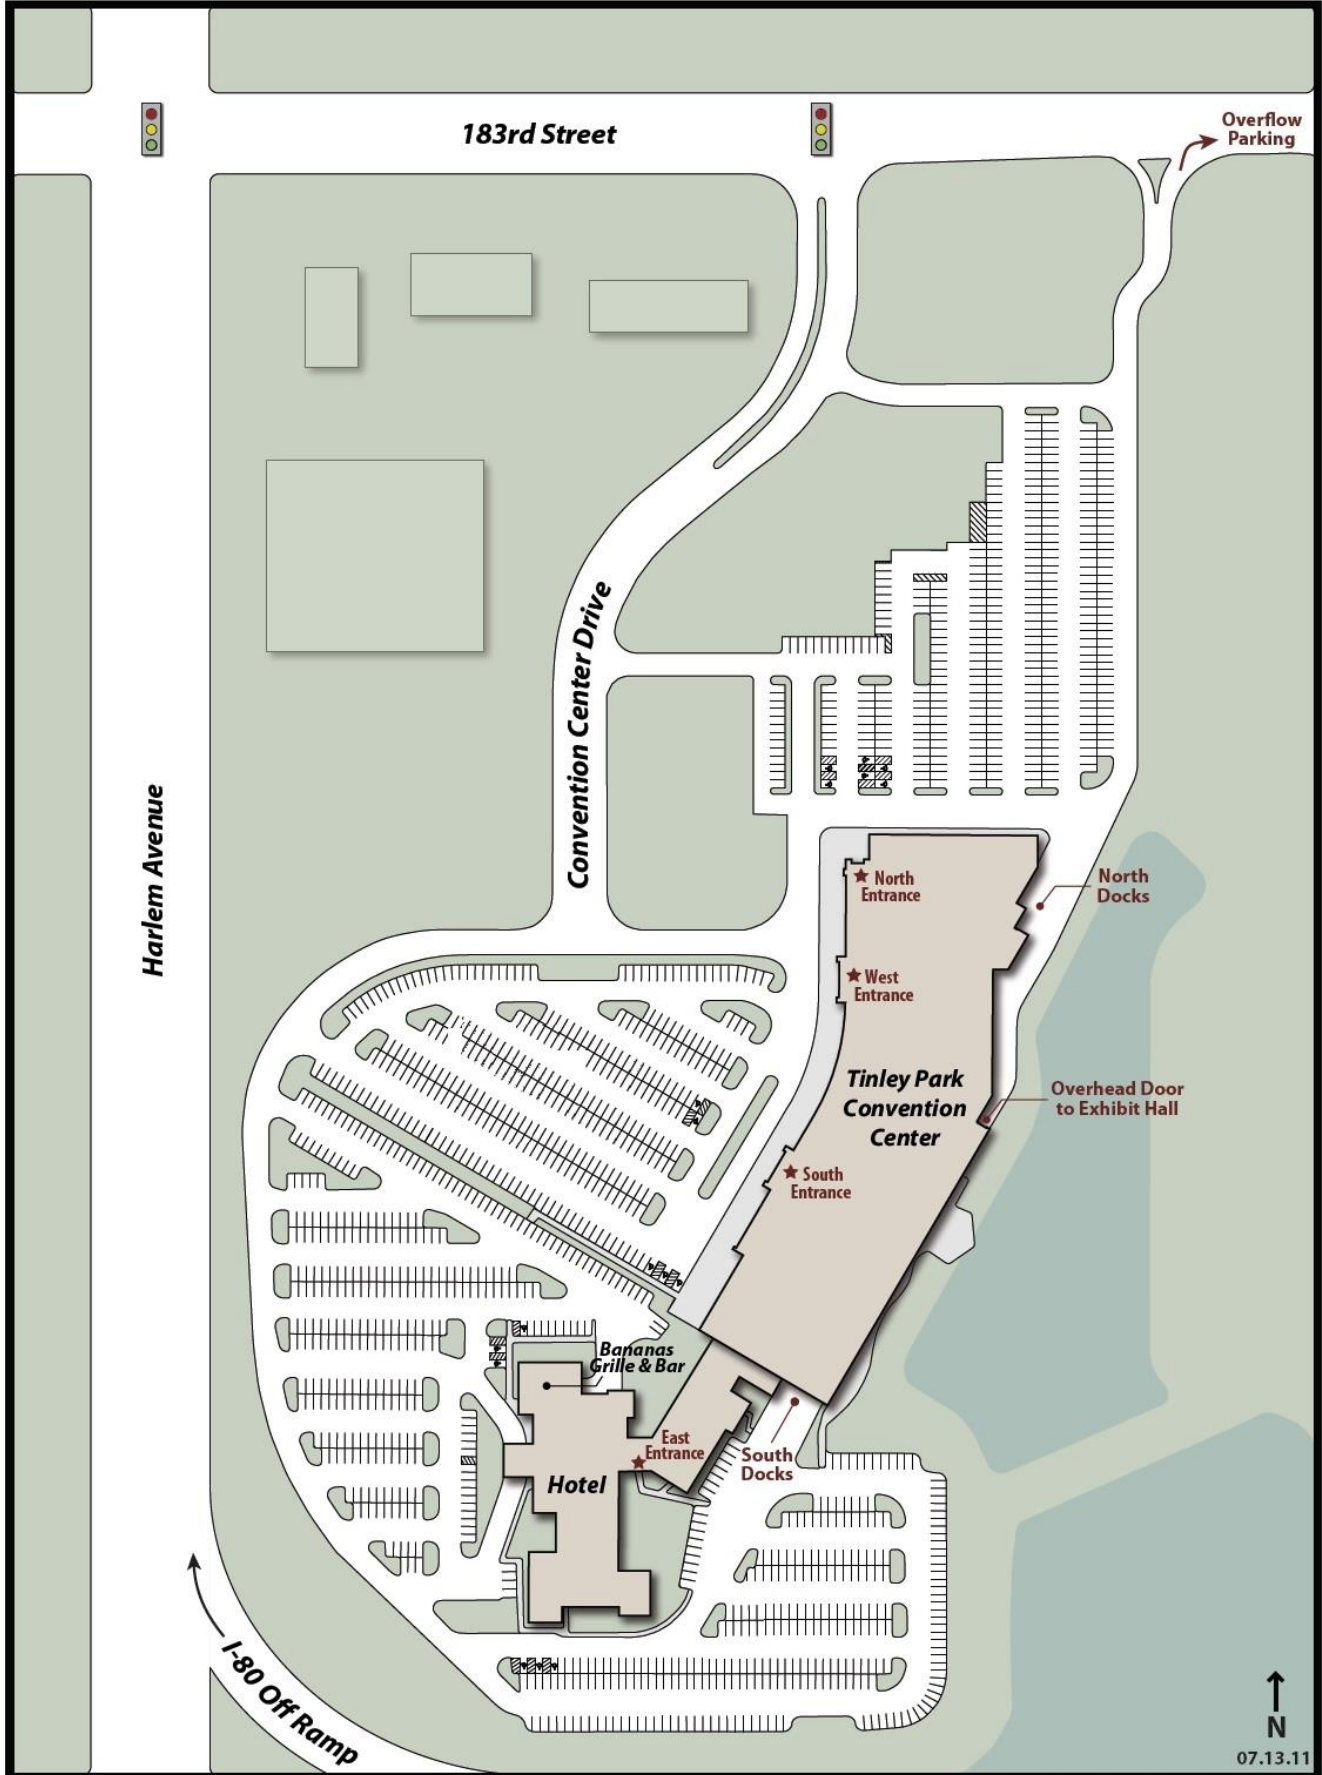 183rd Street
Overflow
Parking
Convention Center Drive
Harlem Avenue
North
Entrance
North
Docks
West
Entrance
Tinley Park
Convention
Center
Overhead Door
to Exhibit Hall
South
Entrance
Bananas
Grille & Bar
East
Entrance
South
Docks
Hotel
I-80 Off Ramp
N
07.13.11